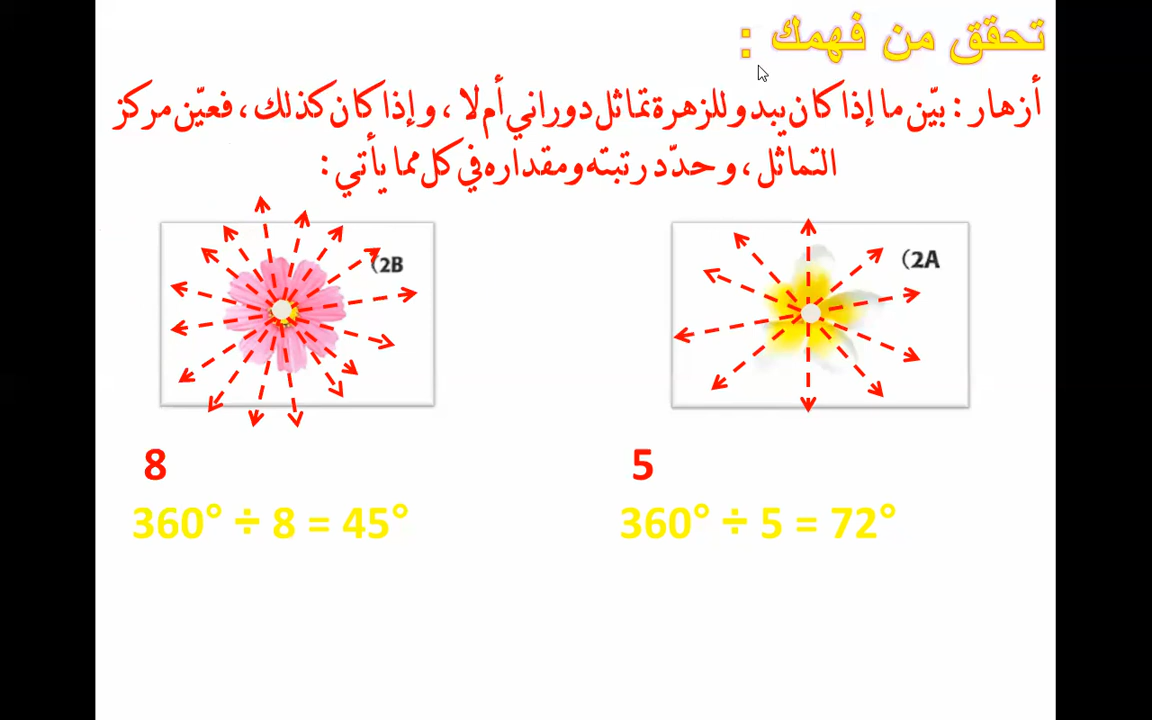 تحقق من فهمك :
أزهار : بيّن ما إذا كان يبدو للزهرة تماثل دوراني أم لا ، وإذا كان كذلك ، فعيّن مركز
التماثل ، وحدّد رتبته ومقداره في كل مما يأتي :
(2A
(2B
5
360° ÷ 5 = 72°
8
360° ÷ 8 = 45°